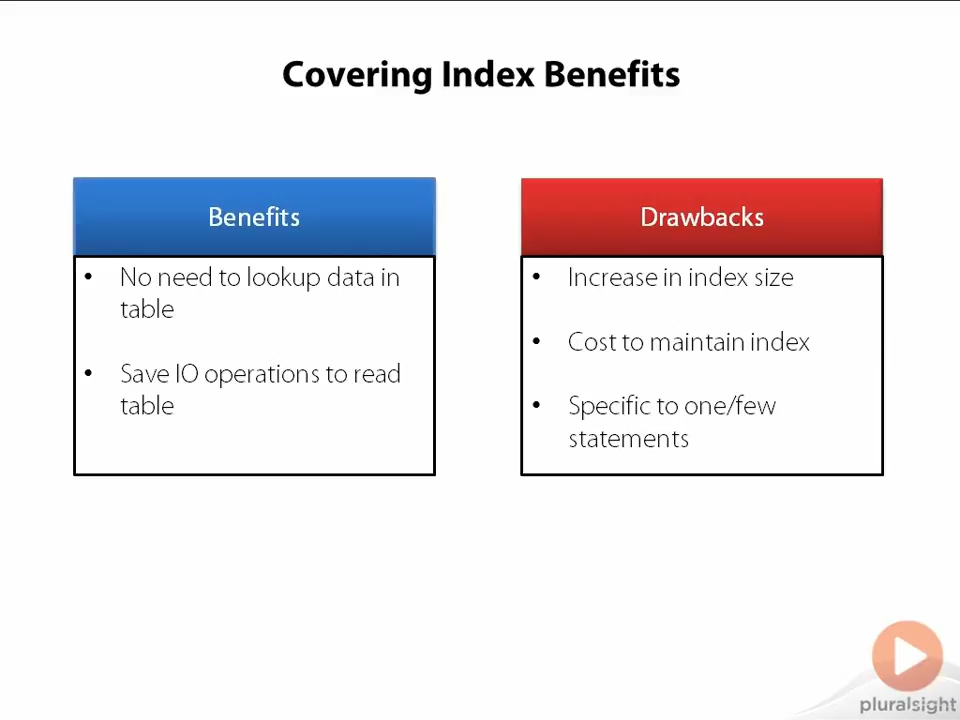 Covering Index Benefits
Benefits
• No need to lookup data in
table
• Save IO operations to read
table
Drawbacks
• Increase in index size
• Cost to maintain index
• Specific to one/few
statements
pluralsight